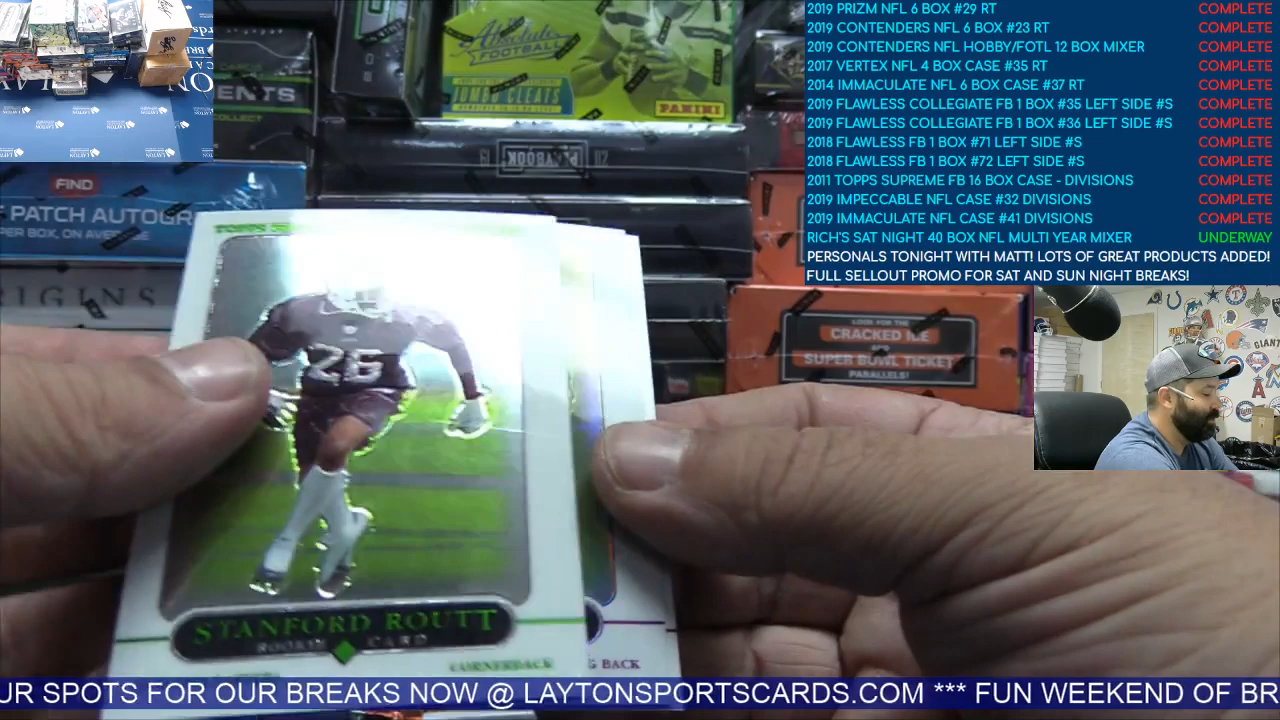 2019 PRIZM NFL 6 BOX #29 RT COMPLETE
2019 CONTENDERS NFL 6 BOX #23 RT COMPLETE
2019 CONTENDERS NFL HOBBY/FOTL 12 BOX MIXER COMPLETE
2017 VERTEX NFL 4 BOX CASE #35 RT COMPLETE
2014 IMMACULATE NFL 6 BOX CASE #37 RT COMPLETE
2019 FLAWLESS COLLEGIATE FB 1 BOX #35 LEFT SIDE #S COMPLETE
2019 FLAWLESS COLLEGIATE FB 1 BOX #36 LEFT SIDE #S COMPLETE
2018 FLAWLESS FB 1 BOX #71 LEFT SIDE #S COMPLETE
2018 FLAWLESS FB 1 BOX #72 LEFT SIDE #S COMPLETE
2011 TOPPS SUPREME FB 16 BOX CASE - DIVISIONS COMPLETE
2019 IMPECCABLE NFL CASE #32 DIVISIONS COMPLETE
2019 IMMACULATE NFL CASE #41 DIVISIONS COMPLETE
RICH'S SAT NIGHT 40 BOX NFL MULTI YEAR MIXER UNDERWAY
PERSONALS TONIGHT WITH MATT! LOTS OF GREAT PRODUCTS ADDED!
FULL SELLOUT PROMO FOR SAT AND SUN NIGHT BREAKS!
Absolute
FOOTBALL
JUMBO CLEATS
PANINI
ENTS
COLLECT
PLAYBOOK
FIND
PATCH AUTOGR
PER BOX, ON AVERAGE
RIGINS
LOOK FOR THE
CRACKED ICE
AND
SUPER BOWL TICKET
PARALLELS!
GIANT
TOPPS
26
STANFORD ROUTT
ROOKIE CARD
CORNERBACK
G BACK
UR SPOTS FOR OUR BREAKS NOW @ LAYTONSPORTSCARDS.COM *** FUN WEEKEND OF BR